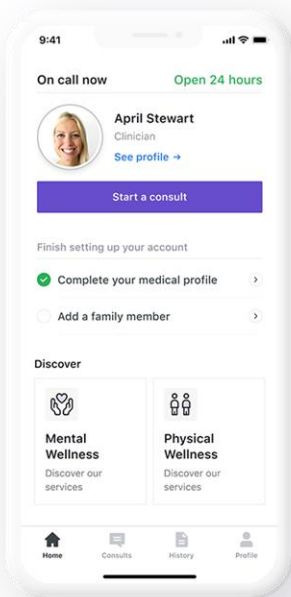 9:41
On call now Open 24 hours
April Stewart
Clinician
See profile →
Start a consult
Finish setting up your account
Complete your medical profile
Add a family member
Discover
Mental
Wellness
Discover our
services
Physical
Wellness
Discover our
services
Home Consults History Profile